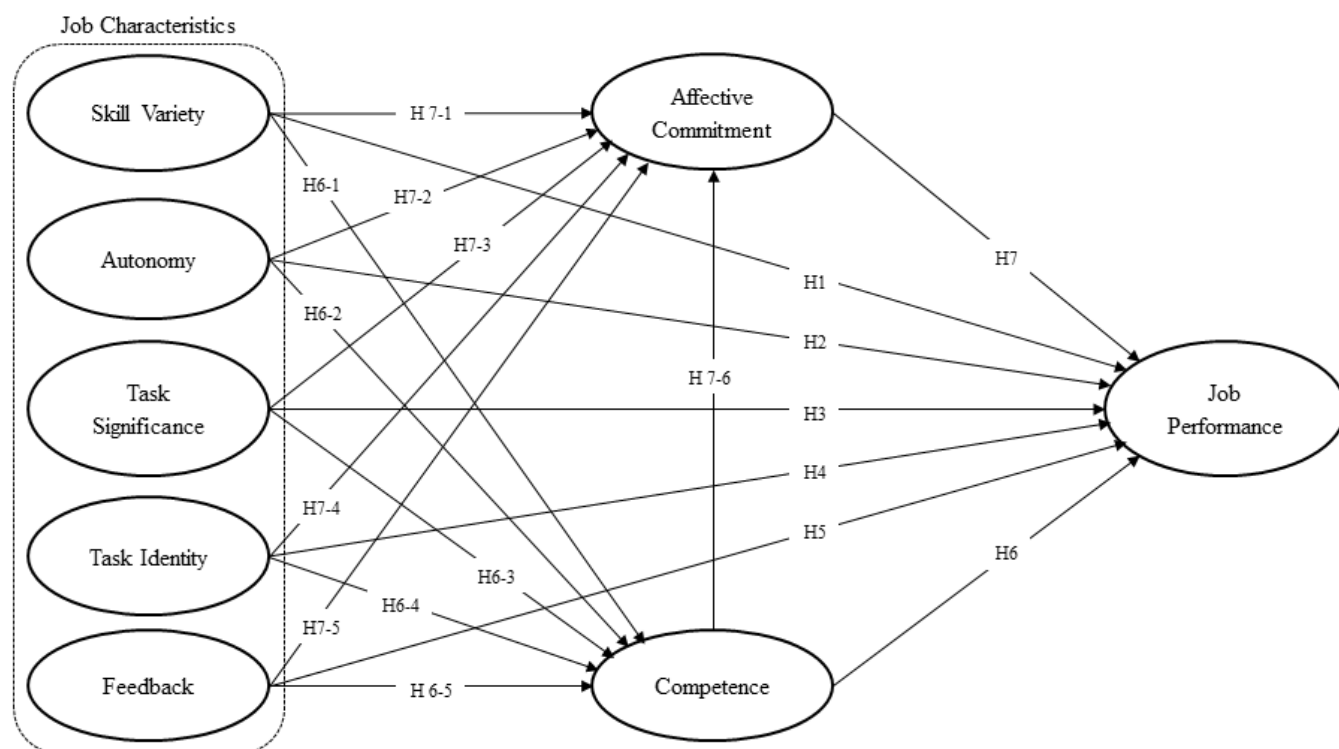 Job Characteristics
Skill Variety
Autonomy
Task
Significance
Task Identity
Feedback
H 7-1
H6-1
H7-2
H7-3
H6-2
H7-4
H6-3
H6-4
H7-5
H 6-5
Affective
Commitment
H 7-6
Competence
H7
H1
H2
H3
H4
H5
H6
Job
Performance